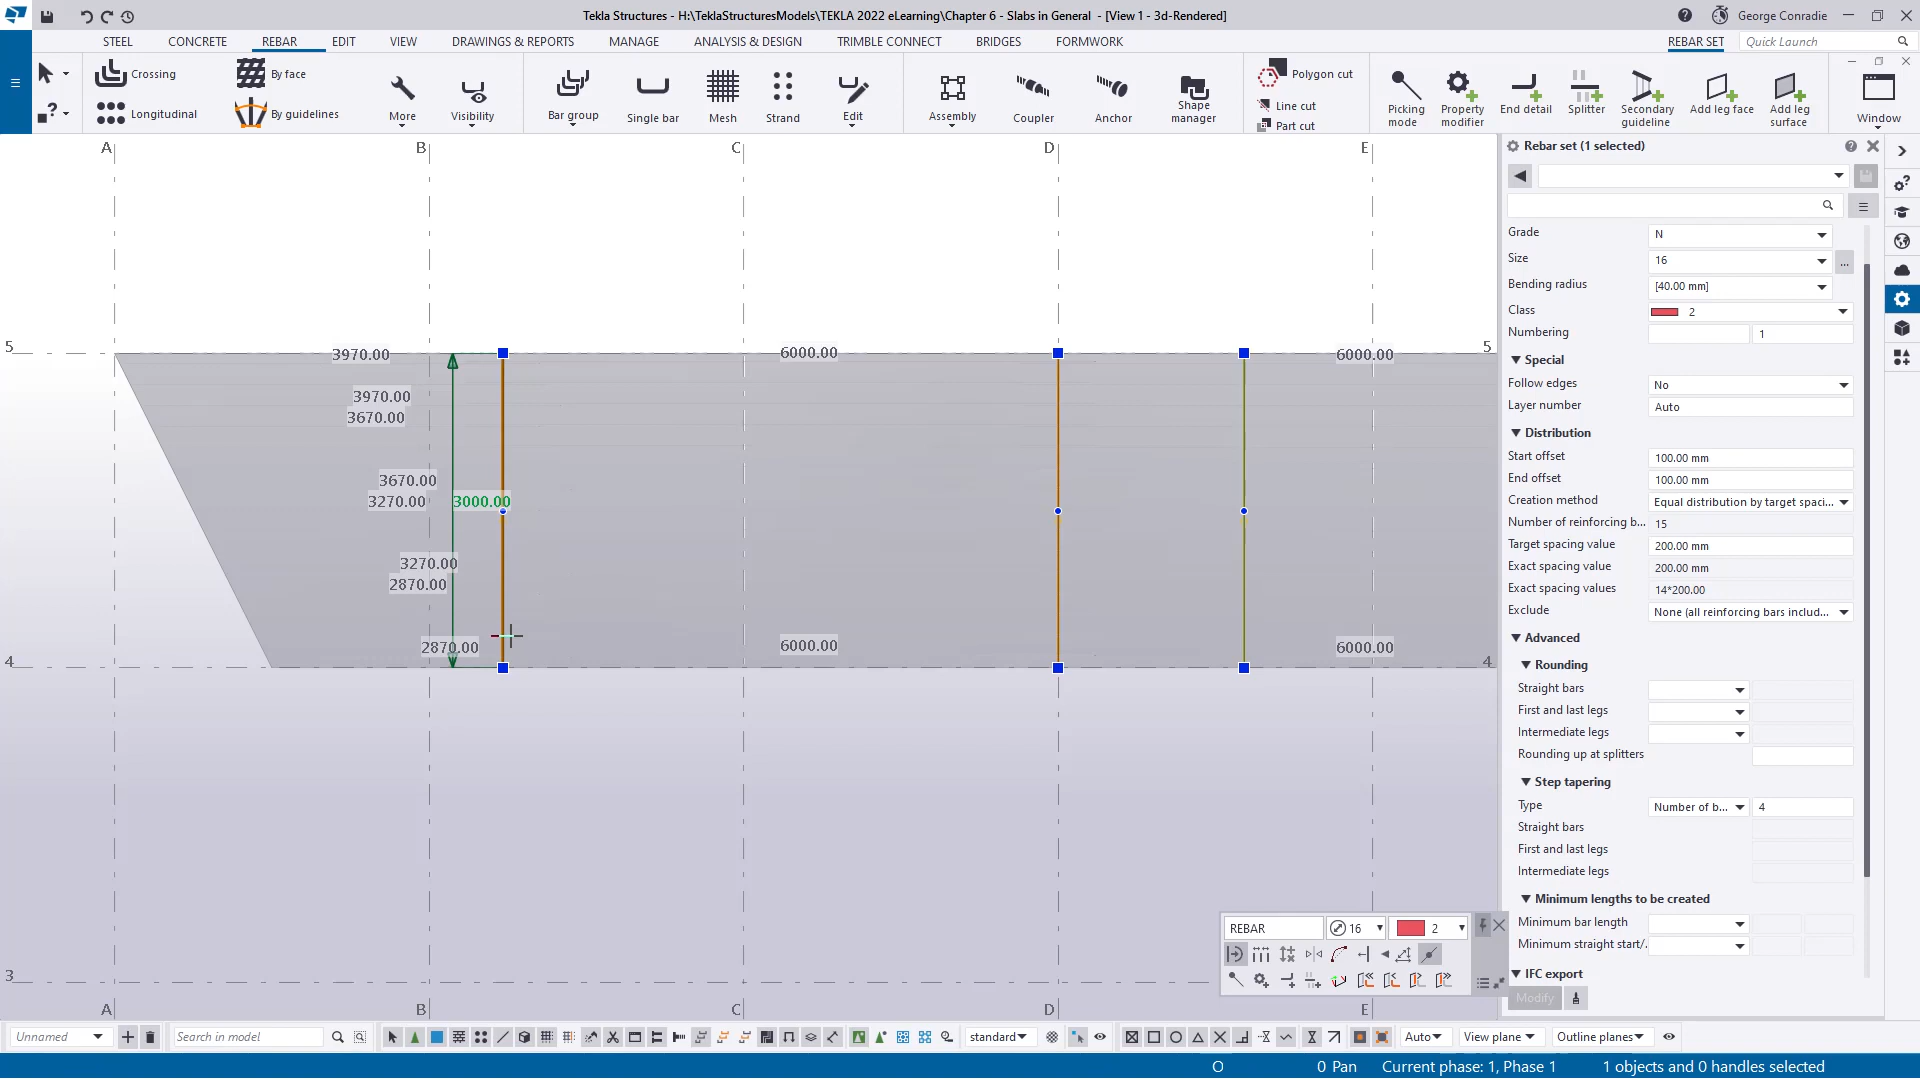 Tekla Structures - H:\TeklaStructuresModels\TEKLA 2022 eLearning\Chapter 6 - Slabs in General - [View 1 - 3d-Rendered]
George Conradie
STEEL CONCRETE REBAR EDIT VIEW DRAWINGS & REPORTS MANAGE ANALYSIS & DESIGN TRIMBLE CONNECT BRIDGES FORMWORK
REBAR SET
Quick Launch
Crossing
Longitudinal
By face
By guidelines
More
Visibility
Bar group
Single bar
Mesh
Strand
Edit
Assembly
Coupler
Anchor
Shape manager
Polygon cut
Line cut
Part cut
Picking mode
Property modifier
End detail
Splitter
Secondary guideline
Add leg face
Add leg surface
Window
A B C D E
5
3970.00 6000.00 6000.00
5
3970.00
3670.00
3670.00
3270.00
3000.00
3270.00
2870.00
2870.00 6000.00 6000.00
4
4
3
A B C D E
Rebar set (1 selected)
Grade N
Size 16 ...
Bending radius [40.00 mm]
Class 2
Numbering 1
Special
Follow edges No
Layer number Auto
Distribution
Start offset 100.00 mm
End offset 100.00 mm
Creation method Equal distribution by target spaci...
Number of reinforcing b... 15
Target spacing value 200.00 mm
Exact spacing value 200.00 mm
Exact spacing values 14*200.00
Exclude None (all reinforcing bars includ...
Advanced
Rounding
Straight bars
First and last legs
Intermediate legs
Rounding up at splitters
Step tapering
Type Number of b... 4
Straight bars
First and last legs
Intermediate legs
Minimum lengths to be created
Minimum bar length
Minimum straight start/.
IFC export
Modify
REBAR 16 2
Unnamed
Search in model
standard
Auto
View plane
Outline planes
O 0 Pan Current phase: 1, Phase 1 1 objects and 0 handles selected